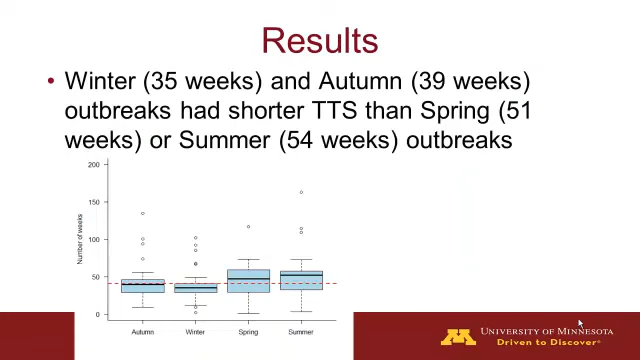 Results
• Winter (35 weeks) and Autumn (39 weeks)
outbreaks had shorter TTS than Spring (51
weeks) or Summer (54 weeks) outbreaks
200
150
100
50
0
Number of weeks
Autumn Winter Spring Summer
M
UNIVERSITY OF MINNESOTA
Driven to Discover®